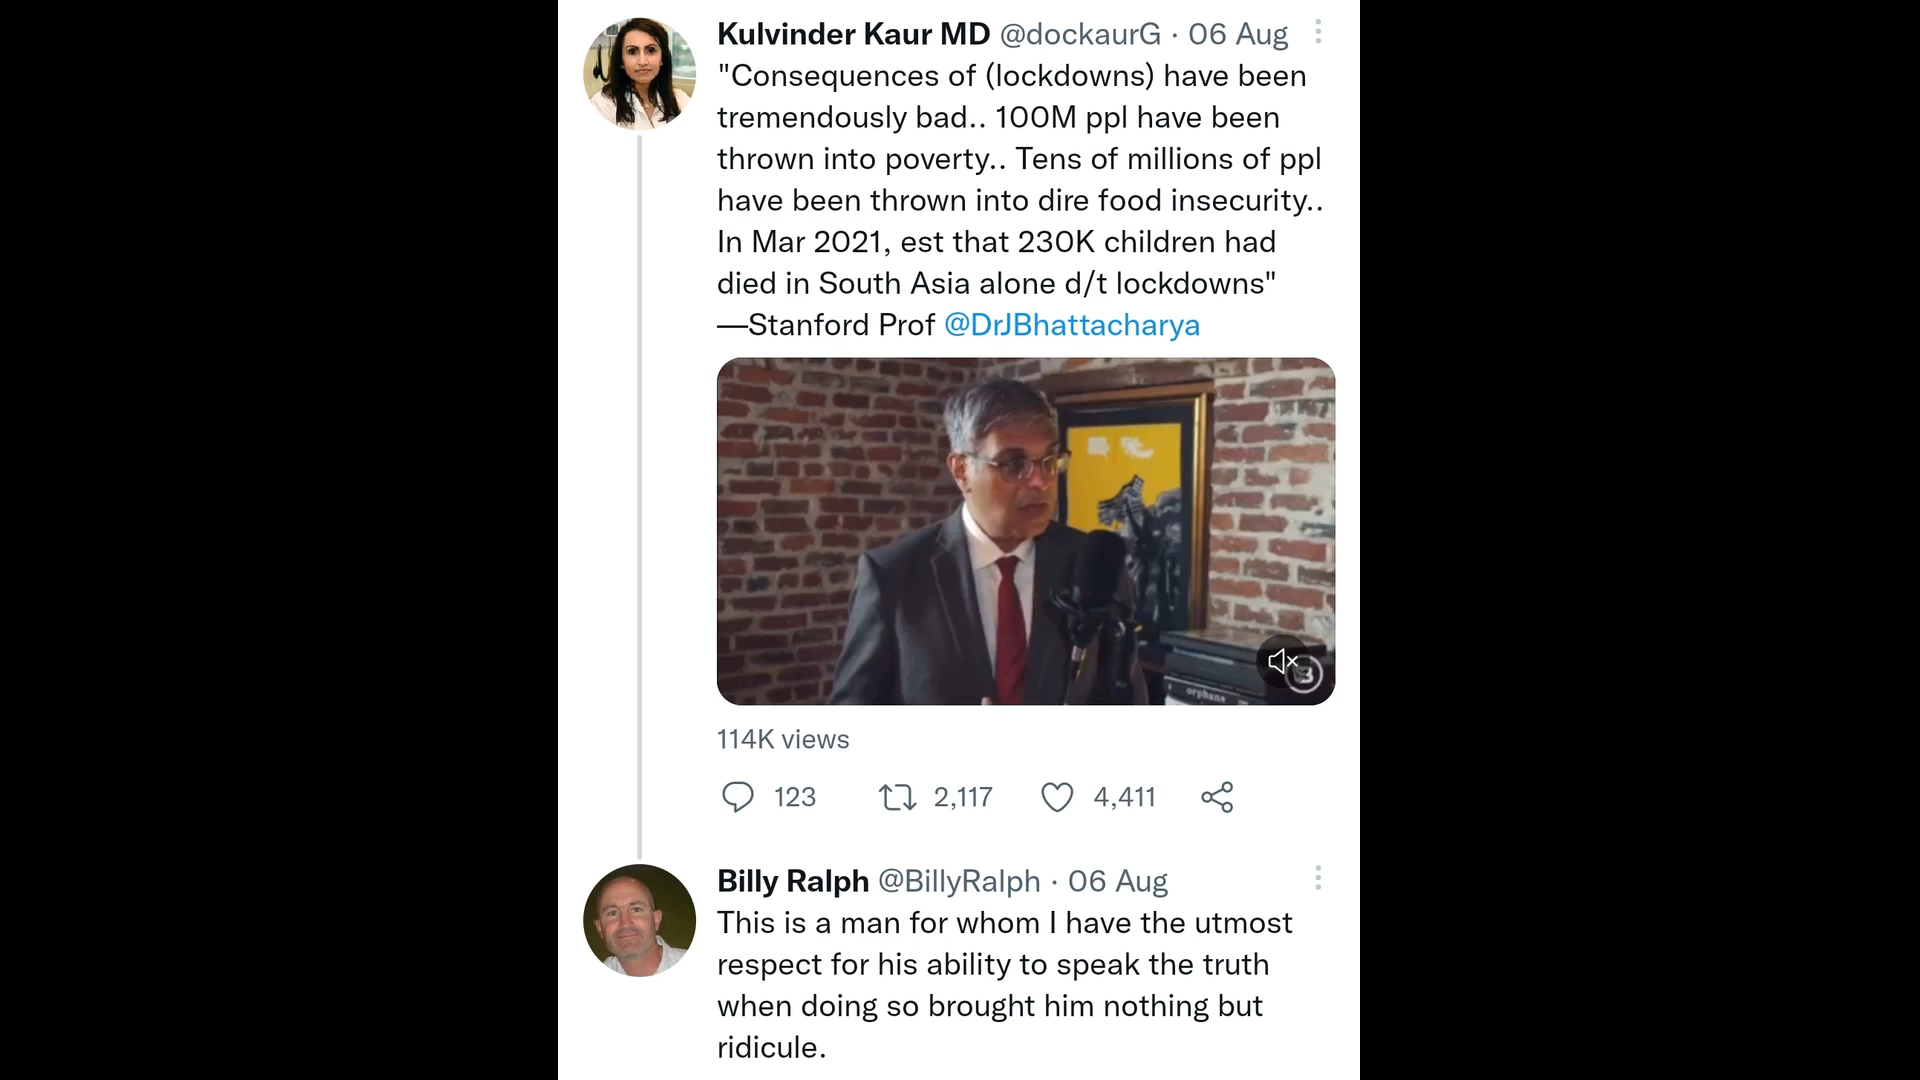 Kulvinder Kaur MD @dockaurG · 06 Aug
"Consequences of (lockdowns) have been
tremendously bad.. 100M ppl have been
thrown into poverty.. Tens of millions of ppl
have been thrown into dire food insecurity..
In Mar 2021, est that 230K children had
died in South Asia alone d/t lockdowns"
—Stanford Prof @DrJBhattacharya
orphane
114K views
123 2,117 4,411
Billy Ralph @BillyRalph · 06 Aug
This is a man for whom I have the utmost
respect for his ability to speak the truth
when doing so brought him nothing but
ridicule.